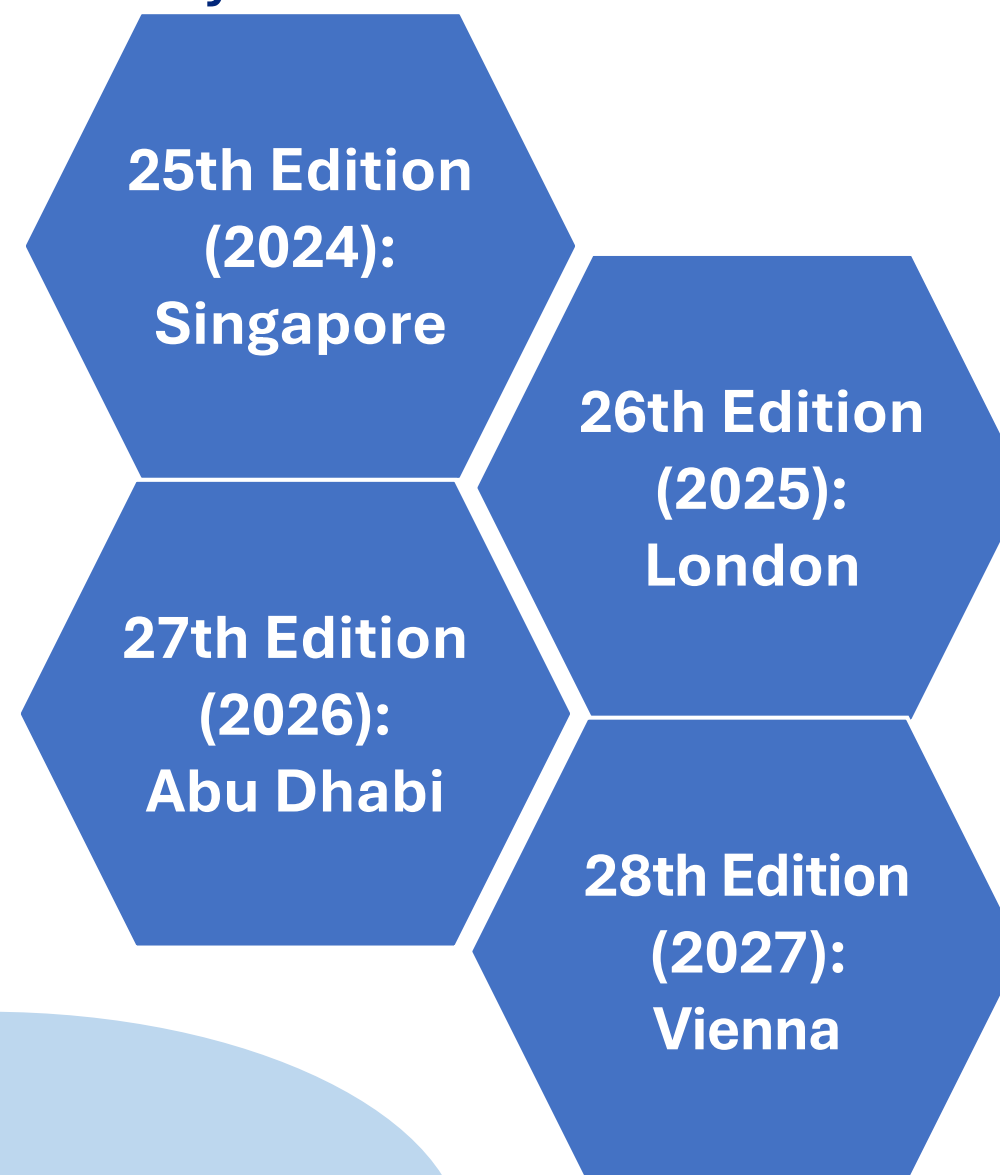 25th Edition
(2024):
Singapore
26th Edition
(2025):
London
27th Edition
(2026):
Abu Dhabi
28th Edition
(2027):
Vienna